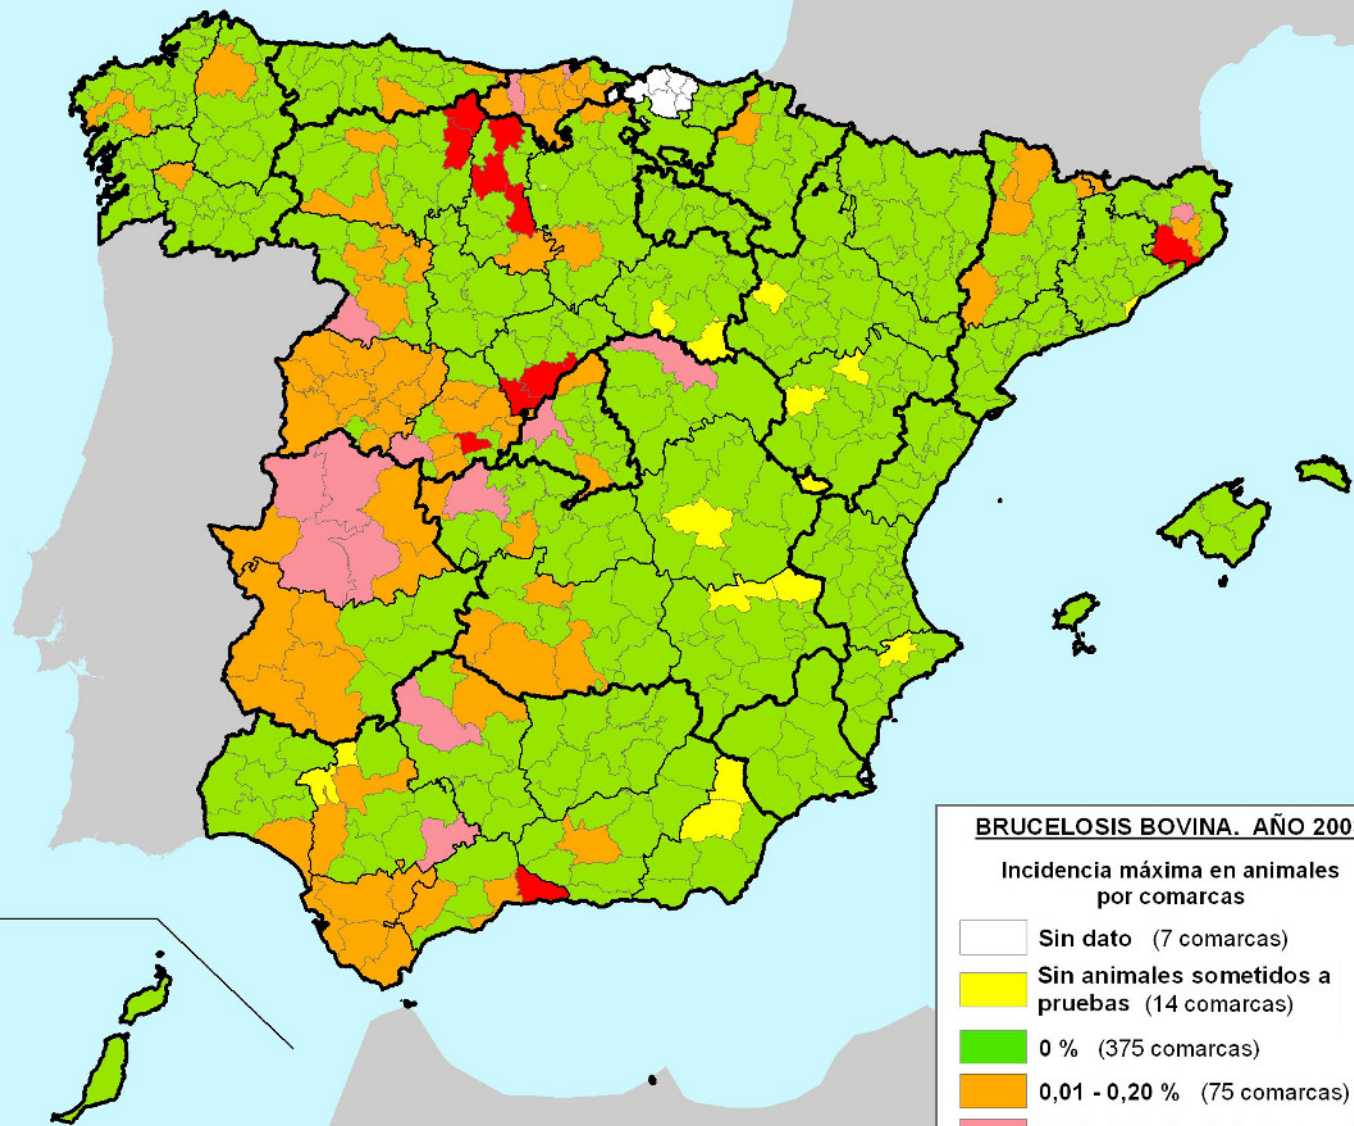 BRUCELOSIS BOVINA. AÑO 200
Incidencia máxima en animales
por comarcas
Sin dato (7 comarcas)
Sin animales sometidos a
pruebas (14 comarcas)
0 % (375 comarcas)
0,01 - 0,20 % (75 comarcas)